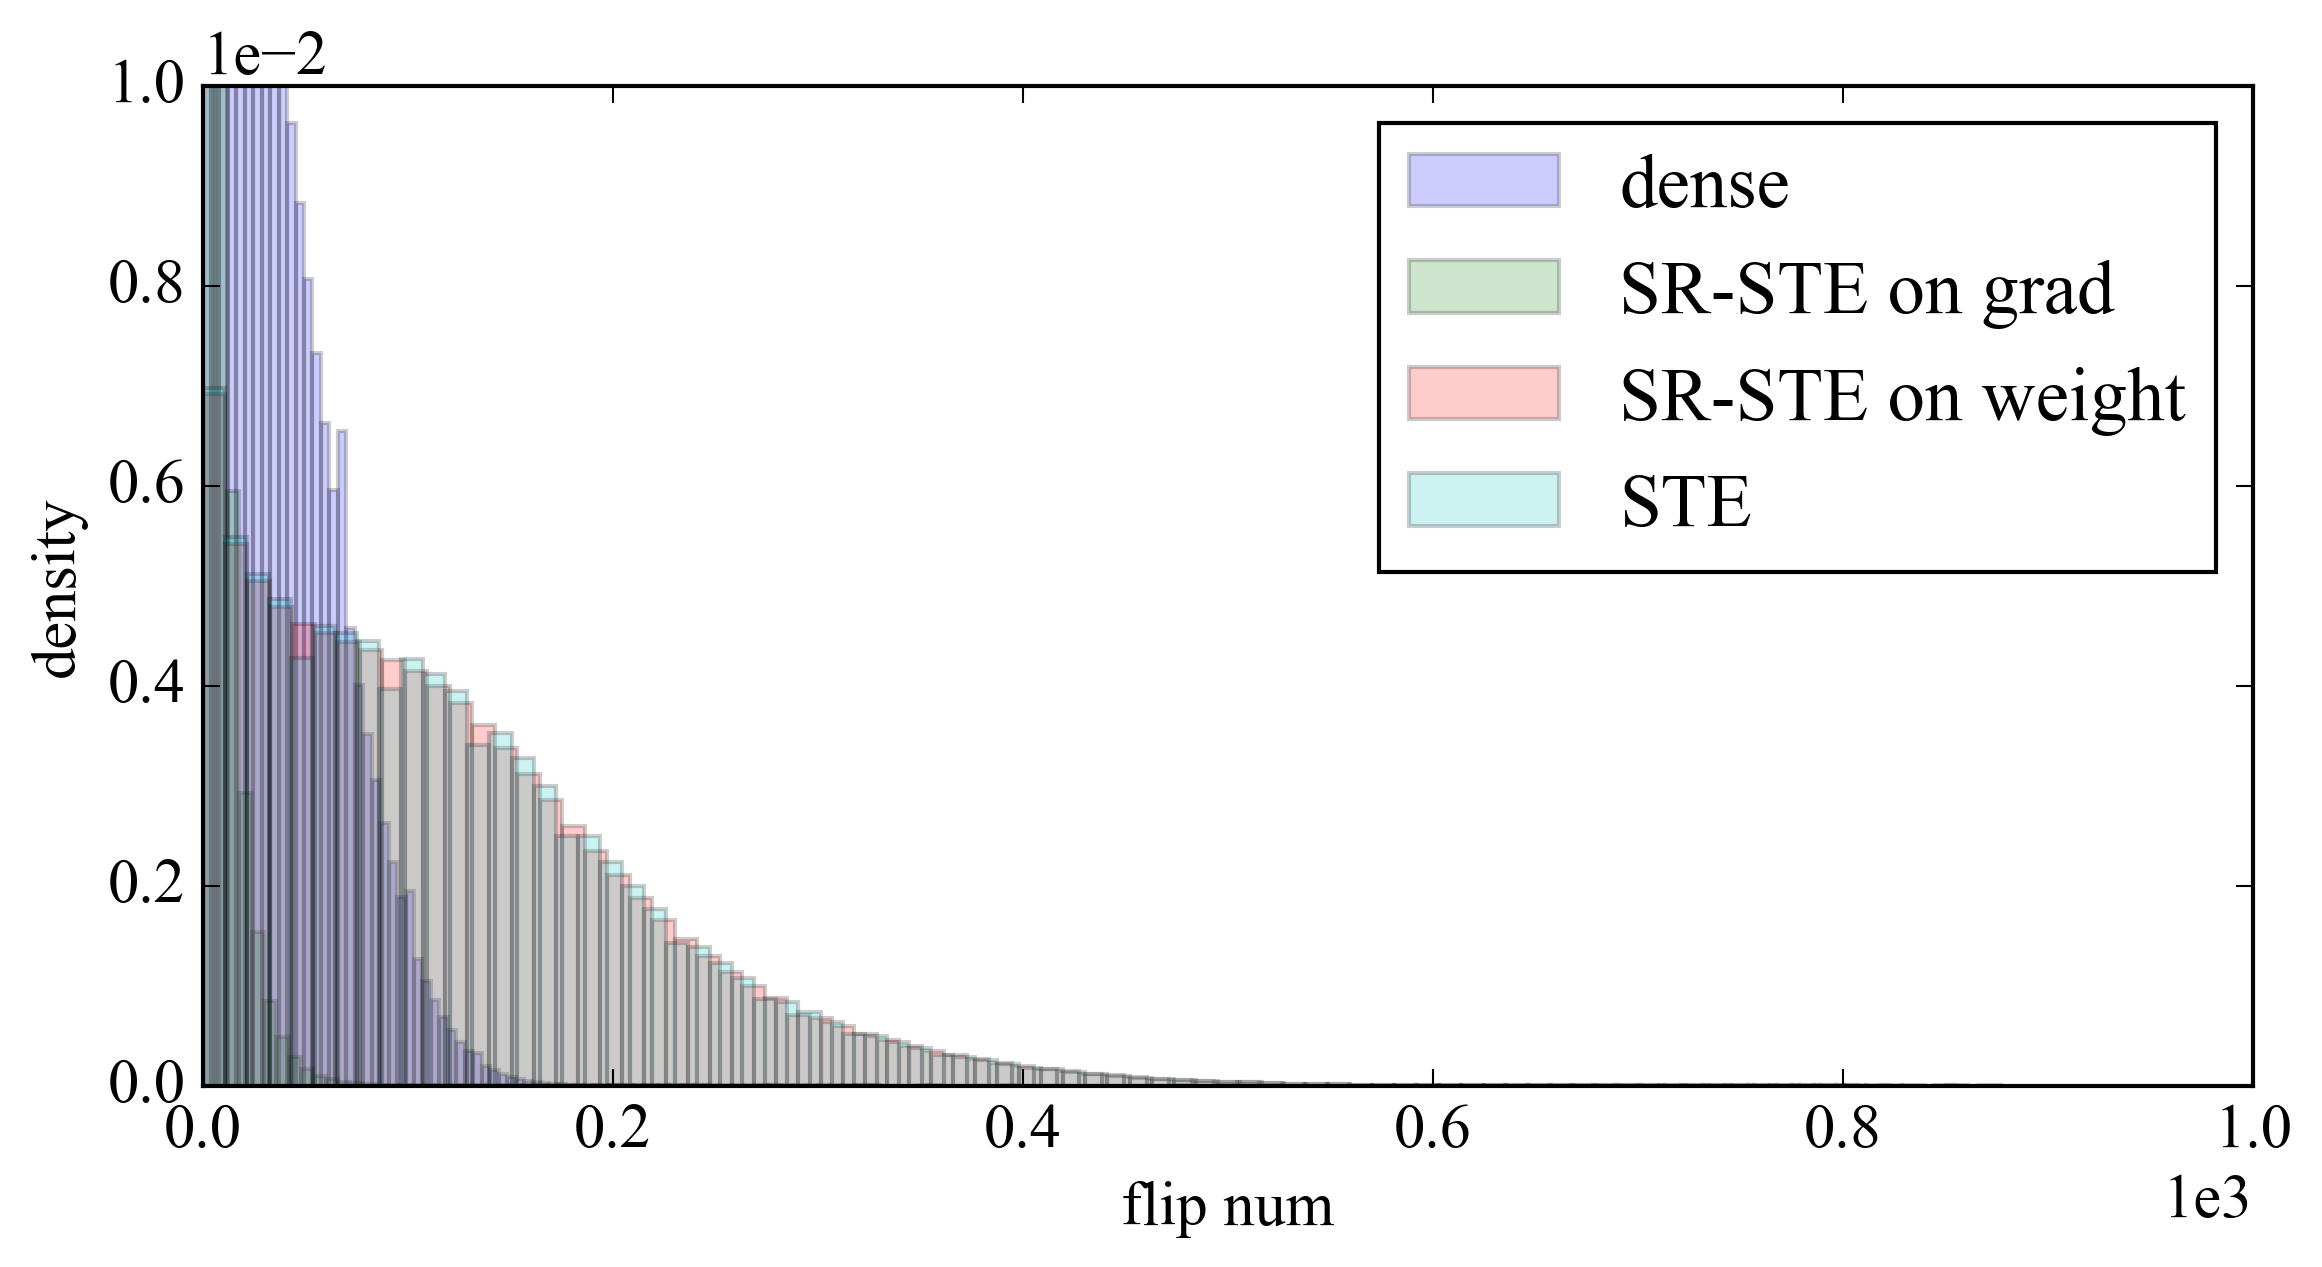 1e−2
1.0
0.8
0.6
0.4
0.2
0.0
density
0.0 0.2 0.4 0.6 0.8 1.0
1e3
flip num
dense
SR-STE on grad
SR-STE on weight
STE